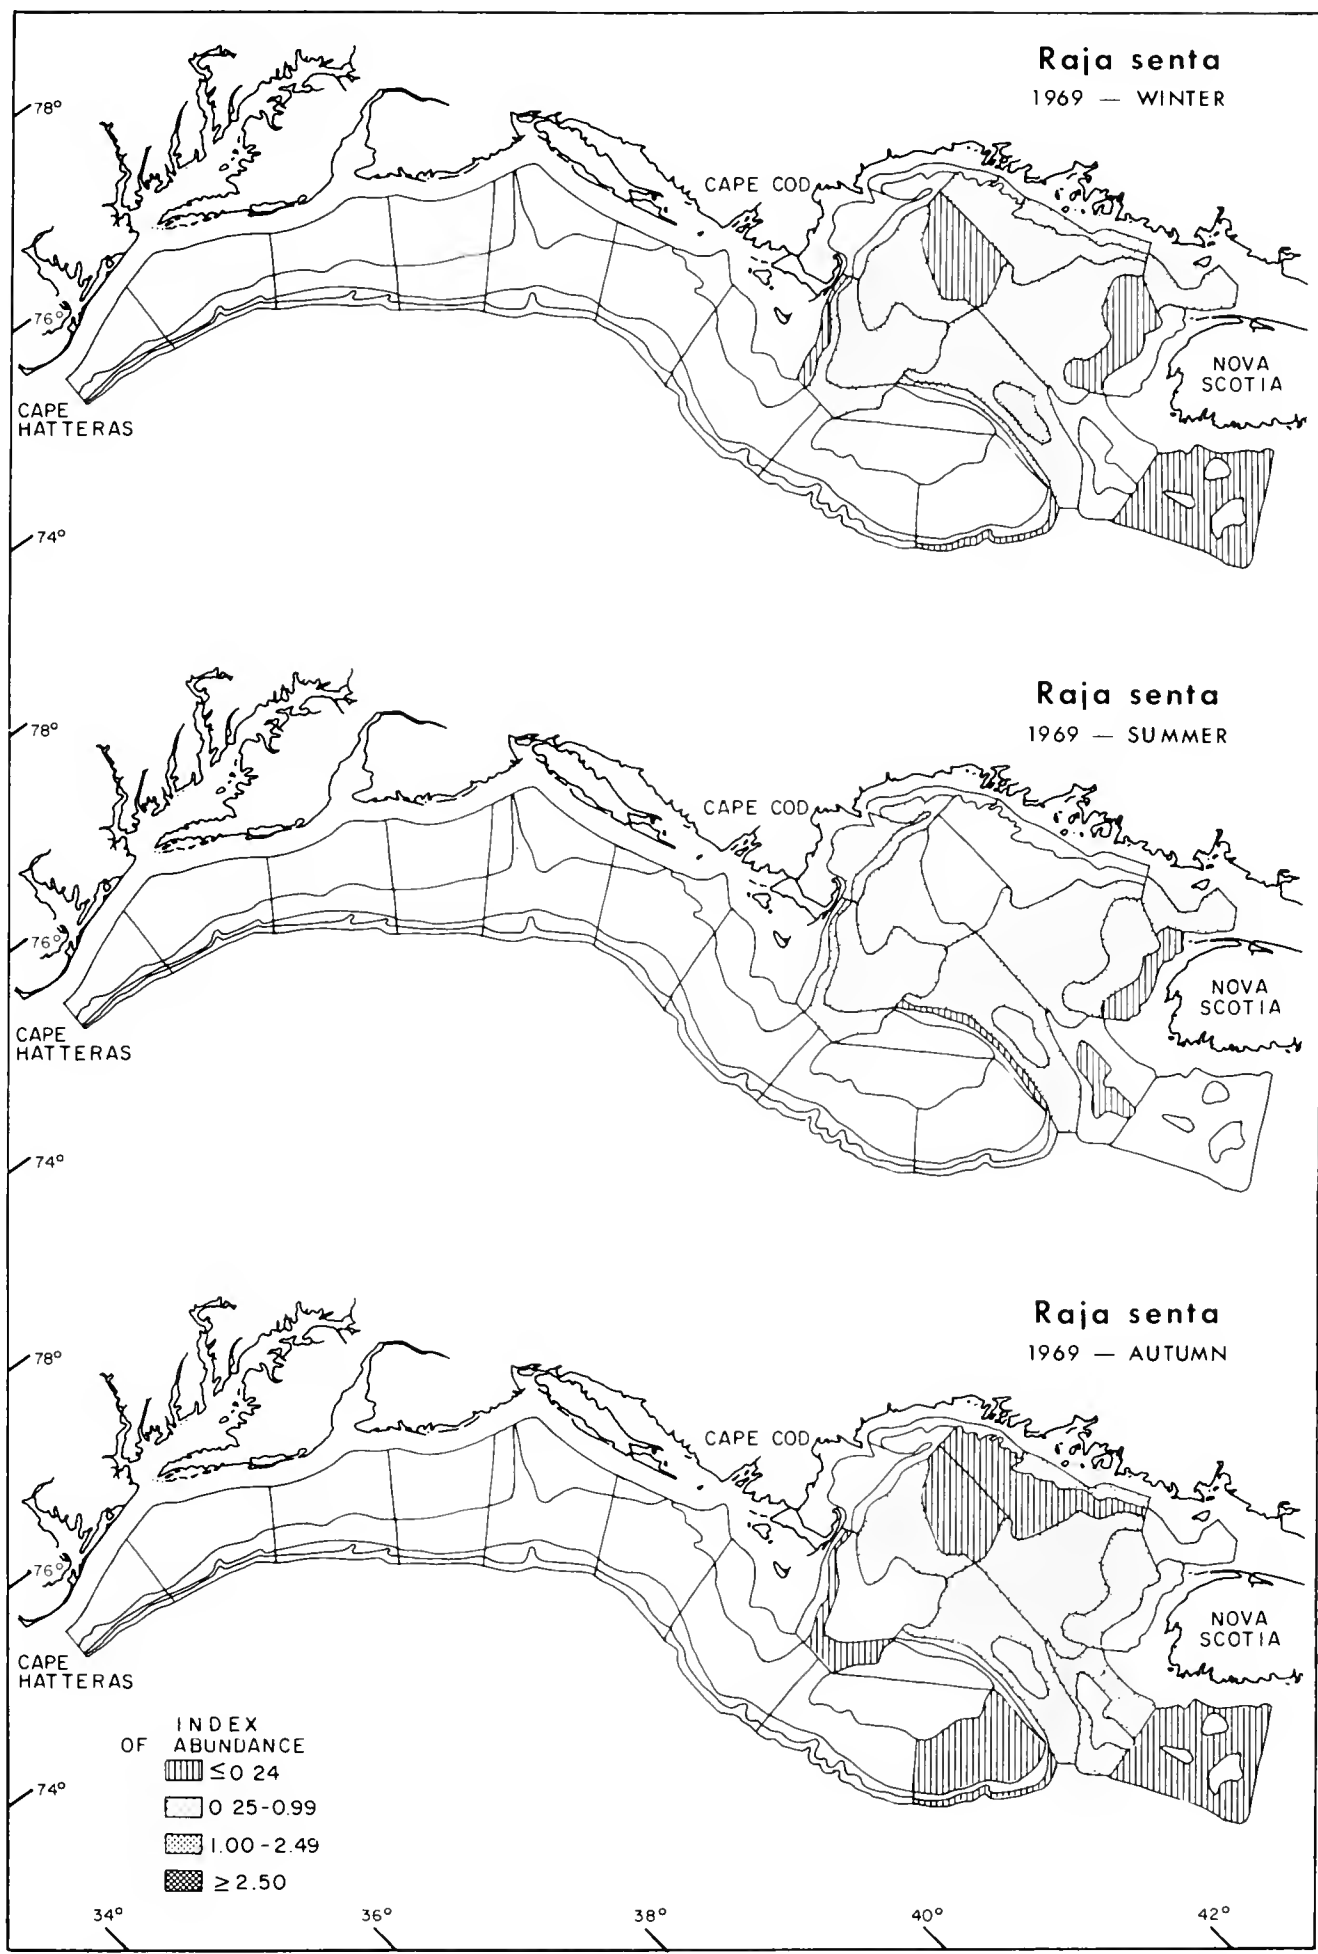 Raja senta
1969 — WINTER
78°
CAPE COD
76°
NOVA
SCOTIA
CAPE
HATTERAS
74°
Raja senta
1969 — SUMMER
78°
CAPE COD
76°
NOVA
SCOTIA
CAPE
HATTERAS
74°
Raja senta
1969 — AUTUMN
78°
CAPE COD
76°
NOVA
SCOTIA
CAPE
HATTERAS
INDEX
OF ABUNDANCE
≤0 24
0 25-0.99
1.00-2.49
≥2.50
74°
34° 36° 38° 40° 42°